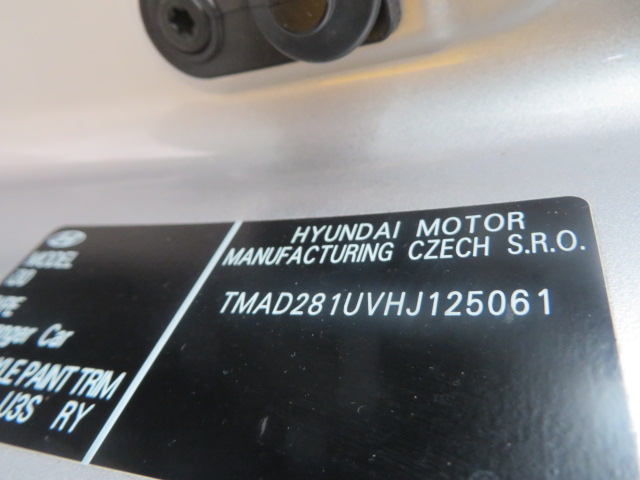 MODEL
HYUNDAI MOTOR
MANUFACTURING CZECH S.R.O.
TMAD281UVHJ125061
Car
PAINT TRIM
U3S RY